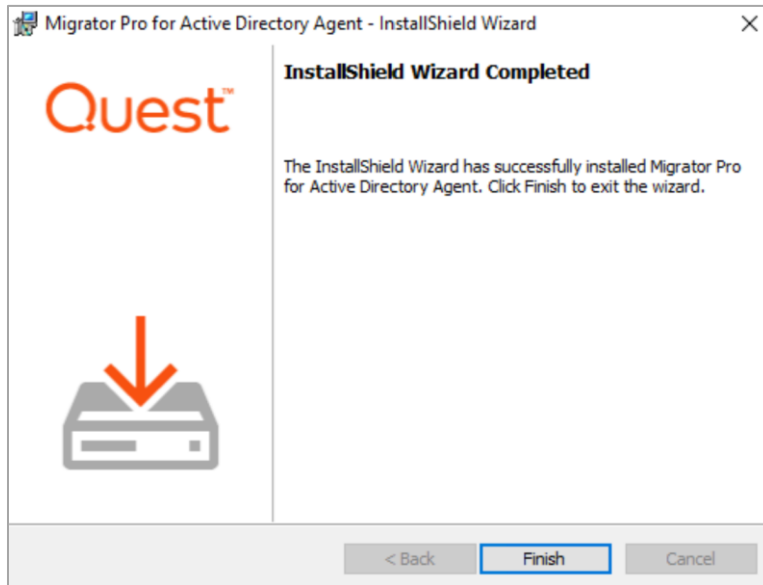 Migrator Pro for Active Directory Agent - InstallShield Wizard
Quest™
InstallShield Wizard Completed
The InstallShield Wizard has successfully installed Migrator Pro
for Active Directory Agent. Click Finish to exit the wizard.
< Back
Finish
Cancel